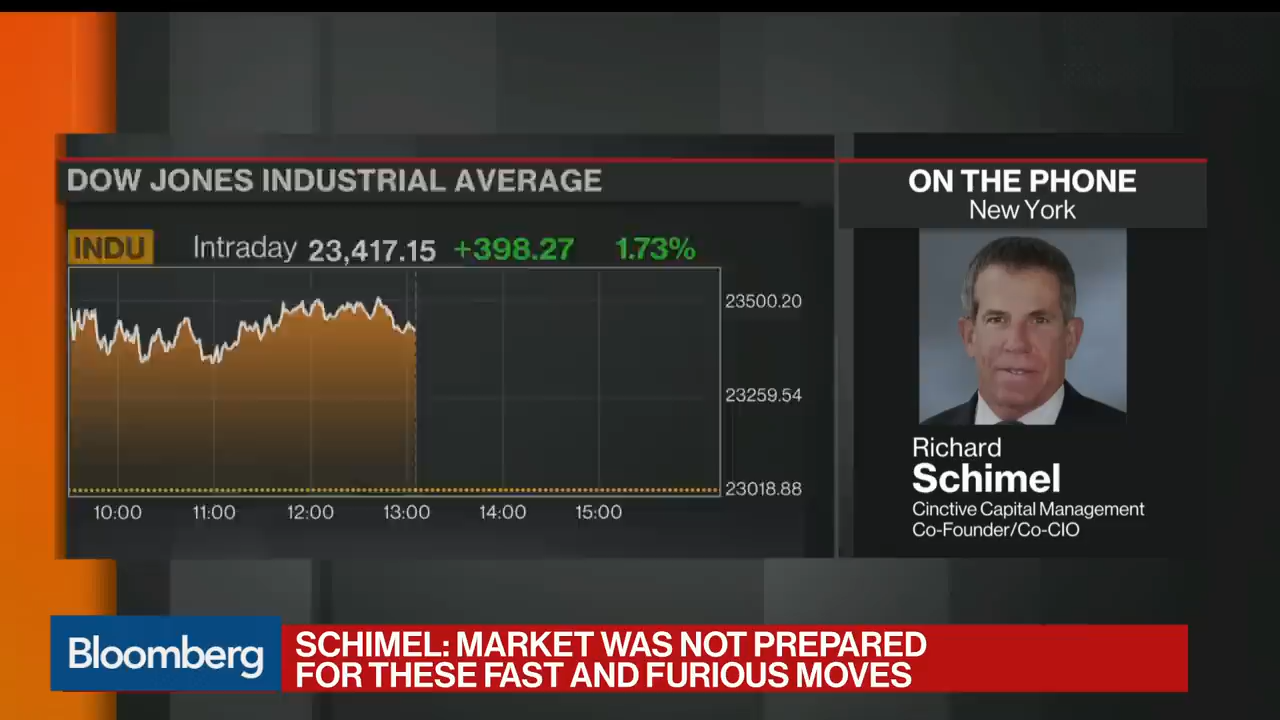 DOW JONES INDUSTRIAL AVERAGE
INDU Intraday 23,417.15 +398.27 1.73%
23500.20
23259.54
23018.88
10:00 11:00 12:00 13:00 14:00 15:00
ON THE PHONE
New York
Richard
Schimel
Cinctive Capital Management
Co-Founder/Co-CIO
Bloomberg
SCHIMEL: MARKET WAS NOT PREPARED
FOR THESE FAST AND FURIOUS MOVES